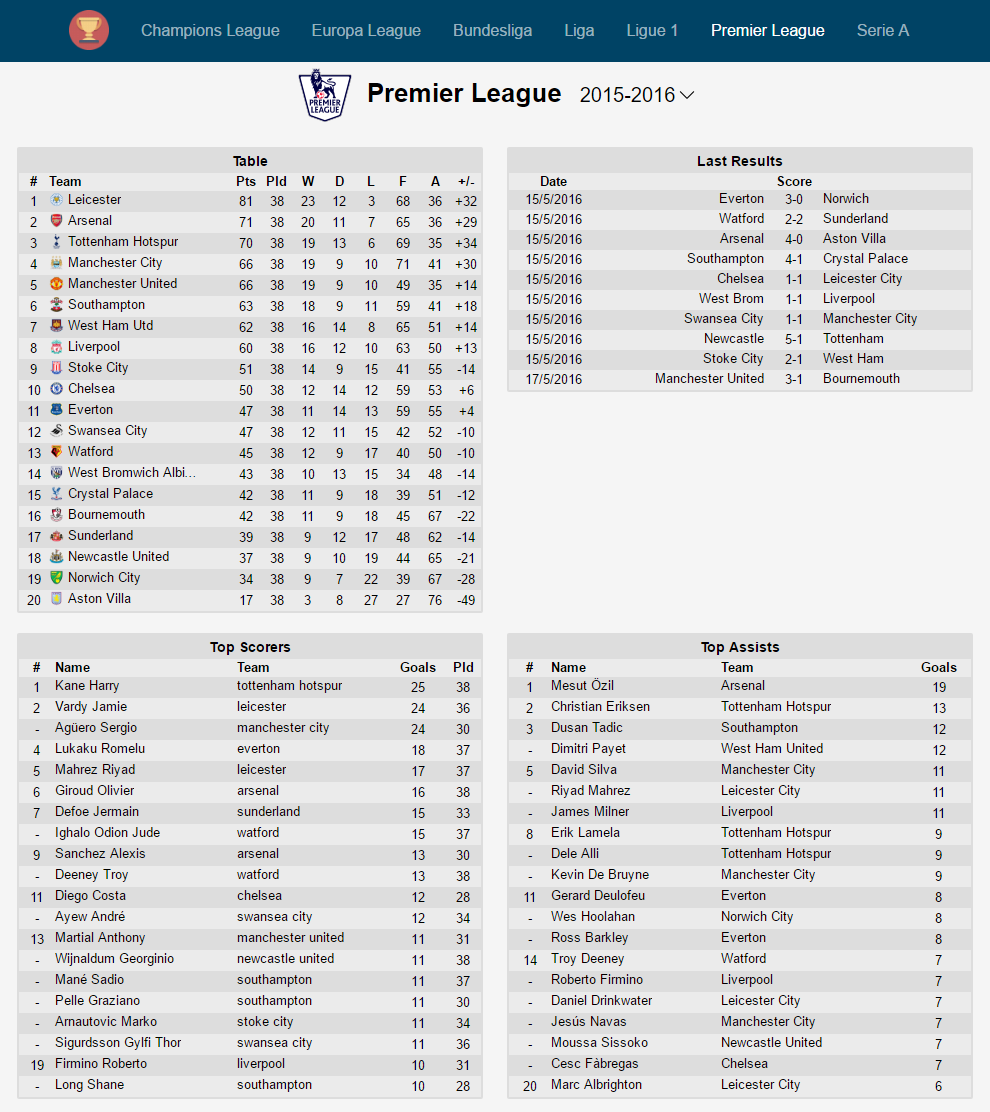 Champions League Europa League Bundesliga Liga Ligue 1 Premier League Serie A
PREMIER
LEAGUE
Premier League 2015-2016
Table
# Team Pts Pld W D L F A +/-
1 Leicester 81 38 23 12 3 68 36 +32
2 Arsenal 71 38 20 11 7 65 36 +29
3 Tottenham Hotspur 70 38 19 13 6 69 35 +34
4 Manchester City 66 38 19 9 10 71 41 +30
5 Manchester United 66 38 19 9 10 49 35 +14
6 Southampton 63 38 18 9 11 59 41 +18
7 West Ham Utd 62 38 16 14 8 65 51 +14
8 Liverpool 60 38 16 12 10 63 50 +13
9 Stoke City 51 38 14 9 15 41 55 -14
10 Chelsea 50 38 12 14 12 59 53 +6
11 Everton 47 38 11 14 13 59 55 +4
12 Swansea City 47 38 12 11 15 42 52 -10
13 Watford 45 38 12 9 17 40 50 -10
14 West Bromwich Albi... 43 38 10 13 15 34 48 -14
15 Crystal Palace 42 38 11 9 18 39 51 -12
16 Bournemouth 42 38 11 9 18 45 67 -22
17 Sunderland 39 38 9 12 17 48 62 -14
18 Newcastle United 37 38 9 10 19 44 65 -21
19 Norwich City 34 38 9 7 22 39 67 -28
20 Aston Villa 17 38 3 8 27 27 76 -49
Last Results
Date Score
15/5/2016 Everton 3-0 Norwich
15/5/2016 Watford 2-2 Sunderland
15/5/2016 Arsenal 4-0 Aston Villa
15/5/2016 Southampton 4-1 Crystal Palace
15/5/2016 Chelsea 1-1 Leicester City
15/5/2016 West Brom 1-1 Liverpool
15/5/2016 Swansea City 1-1 Manchester City
15/5/2016 Newcastle 5-1 Tottenham
15/5/2016 Stoke City 2-1 West Ham
17/5/2016 Manchester United 3-1 Bournemouth
Top Scorers
# Name Team Goals Pld
1 Kane Harry tottenham hotspur 25 38
2 Vardy Jamie leicester 24 36
- Agüero Sergio manchester city 24 30
4 Lukaku Romelu everton 18 37
5 Mahrez Riyad leicester 17 37
6 Giroud Olivier arsenal 16 38
7 Defoe Jermain sunderland 15 33
- Ighalo Odion Jude watford 15 37
9 Sanchez Alexis arsenal 13 30
- Deeney Troy watford 13 38
11 Diego Costa chelsea 12 28
- Ayew André swansea city 12 34
13 Martial Anthony manchester united 11 31
- Wijnaldum Georginio newcastle united 11 38
- Mané Sadio southampton 11 37
- Pelle Graziano southampton 11 30
- Arnautovic Marko stoke city 11 34
- Sigurdsson Gylfi Thor swansea city 11 36
19 Firmino Roberto liverpool 10 31
- Long Shane southampton 10 28
Top Assists
# Name Team Goals
1 Mesut Özil Arsenal 19
2 Christian Eriksen Tottenham Hotspur 13
3 Dusan Tadic Southampton 12
- Dimitri Payet West Ham United 12
5 David Silva Manchester City 11
- Riyad Mahrez Leicester City 11
- James Milner Liverpool 11
8 Erik Lamela Tottenham Hotspur 9
- Dele Alli Tottenham Hotspur 9
- Kevin De Bruyne Manchester City 9
11 Gerard Deulofeu Everton 8
- Wes Hoolahan Norwich City 8
- Ross Barkley Everton 8
14 Troy Deeney Watford 7
- Roberto Firmino Liverpool 7
- Daniel Drinkwater Leicester City 7
- Jesús Navas Manchester City 7
- Moussa Sissoko Newcastle United 7
- Cesc Fàbregas Chelsea 7
20 Marc Albrighton Leicester City 6